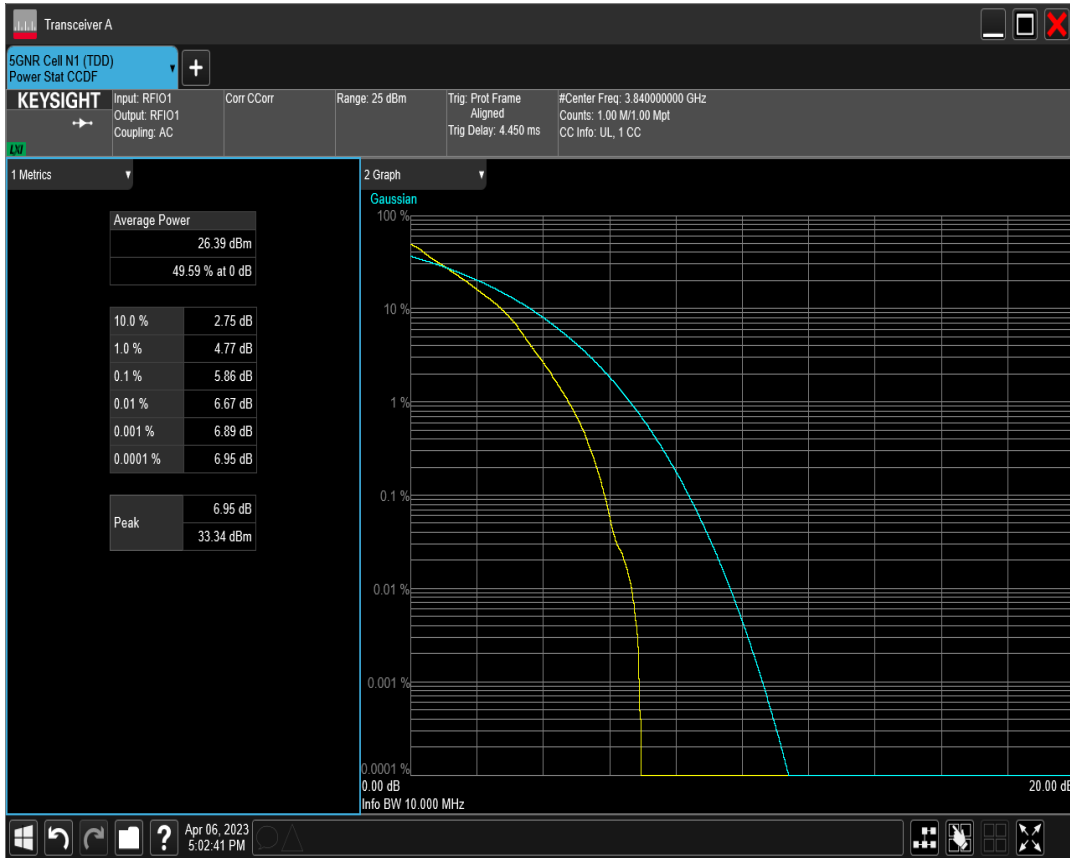 Transceiver A
5GNR Cell N1 (TDD)
Power Stat CCDF
KEYSIGHT
LXI
Input: RFIO1
Output: RFIO1
Coupling: AC
Corr CCorr
Range: 25 dBm
Trig: Prot Frame
Aligned
Trig Delay: 4.450 ms
#Center Freq: 3.840000000 GHz
Counts: 1.00 M/1.00 Mpt
CC Info: UL, 1 CC
1 Metrics
Average Power
26.39 dBm
49.59 % at 0 dB
10.0 % 2.75 dB
1.0 % 4.77 dB
0.1 % 5.86 dB
0.01 % 6.67 dB
0.001 % 6.89 dB
0.0001 % 6.95 dB
Peak
6.95 dB
33.34 dBm
2 Graph
Gaussian
100 %
10 %
1 %
0.1 %
0.01 %
0.001 %
0.0001 %
0.00 dB
20.00 dB
Info BW 10.000 MHz
Apr 06, 2023
5:02:41 PM